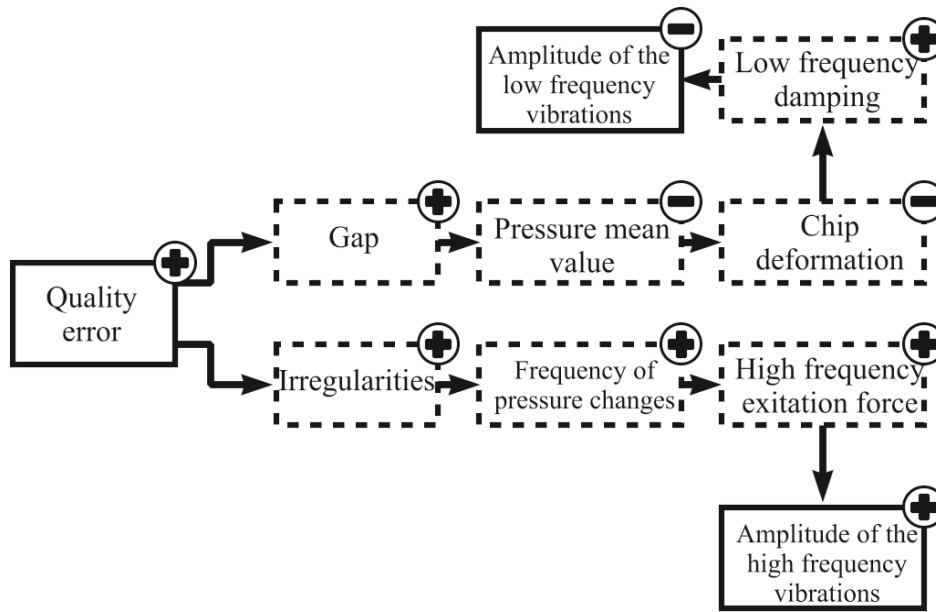 Amplitude of the
low frequency
vibrations
Low frequency
damping
Gap
Pressure mean
value
Chip
deformation
Quality
error
Irregularities
Frequency of
pressure changes
High frequency
exitation force
Amplitude of the
high frequency
vibrations